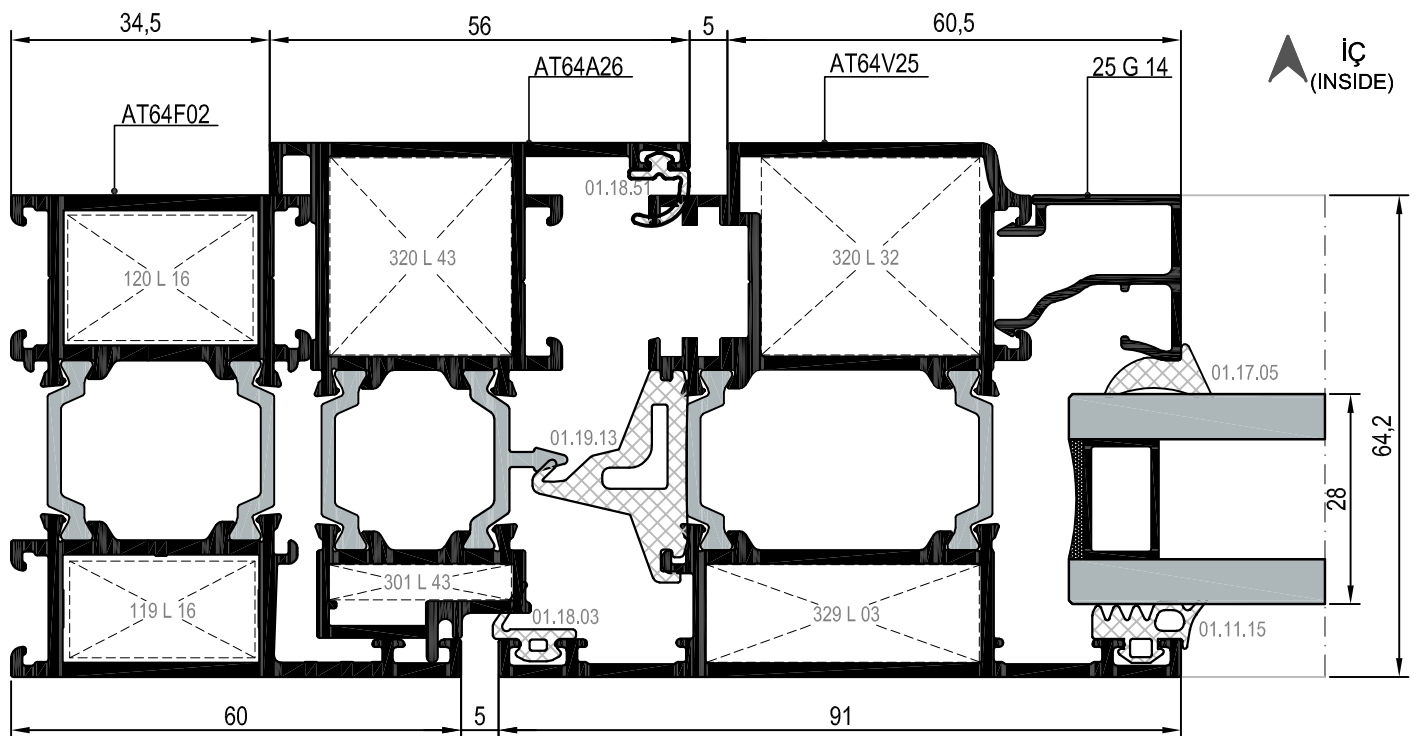 34,5
56
5
60,5
İÇ
(INSIDE)
AT64F02
AT64A26
AT64V25
25 G 14
01.18.51
120 L 16
320 L 43
320 L 32
01.17.05
01.19.13
64,2
28
301 L 43
119 L 16
01.18.03
329 L 03
01.11.15
60
5
91